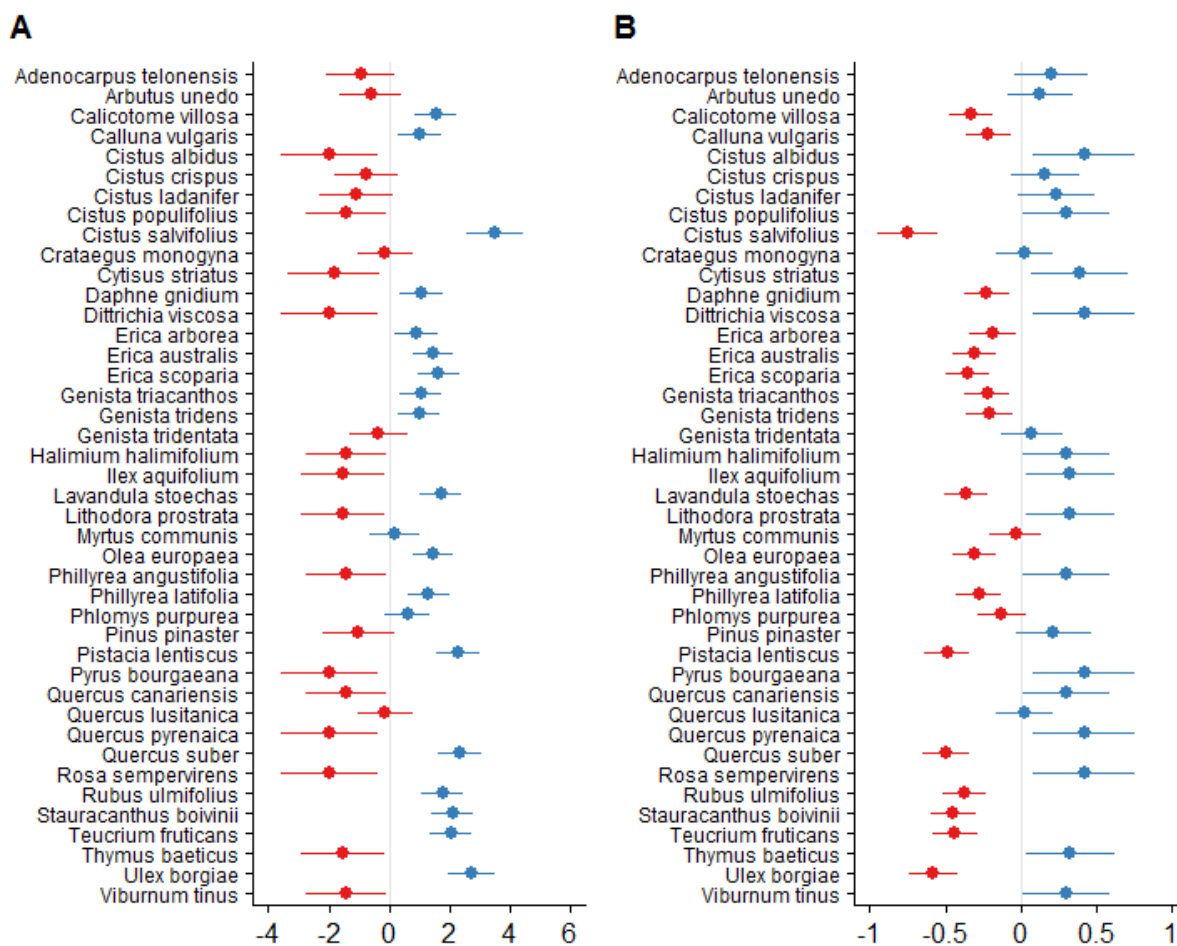 A
Adenocarpus telonensis
Arbutus unedo
Calicotome villosa
Calluna vulgaris
Cistus albidus
Cistus crispus
Cistus ladanifer
Cistus populifolius
Cistus salvifolius
Crataegus monogyna
Cytisus striatus
Daphne gnidium
Dittrichia viscosa
Erica arborea
Erica australis
Erica scoparia
Genista triacanthos
Genista tridens
Genista tridentata
Halimium halimifolium
Ilex aquifolium
Lavandula stoechas
Lithodora prostrata
Myrtus communis
Olea europaea
Phillyrea angustifolia
Phillyrea latifolia
Phlomys purpurea
Pinus pinaster
Pistacia lentiscus
Pyrus bourgaeana
Quercus canariensis
Quercus lusitanica
Quercus pyrenaica
Quercus suber
Rosa sempervirens
Rubus ulmifolius
Stauracanthus boivinii
Teucrium fruticans
Thymus baeticus
Ulex borgiae
Viburnum tinus
-4 -2 0 2 4 6
B
Adenocarpus telonensis
Arbutus unedo
Calicotome villosa
Calluna vulgaris
Cistus albidus
Cistus crispus
Cistus ladanifer
Cistus populifolius
Cistus salvifolius
Crataegus monogyna
Cytisus striatus
Daphne gnidium
Dittrichia viscosa
Erica arborea
Erica australis
Erica scoparia
Genista triacanthos
Genista tridens
Genista tridentata
Halimium halimifolium
Ilex aquifolium
Lavandula stoechas
Lithodora prostrata
Myrtus communis
Olea europaea
Phillyrea angustifolia
Phillyrea latifolia
Phlomys purpurea
Pinus pinaster
Pistacia lentiscus
Pyrus bourgaeana
Quercus canariensis
Quercus lusitanica
Quercus pyrenaica
Quercus suber
Rosa sempervirens
Rubus ulmifolius
Stauracanthus boivinii
Teucrium fruticans
Thymus baeticus
Ulex borgiae
Viburnum tinus
-1 -0.5 0 0.5 1